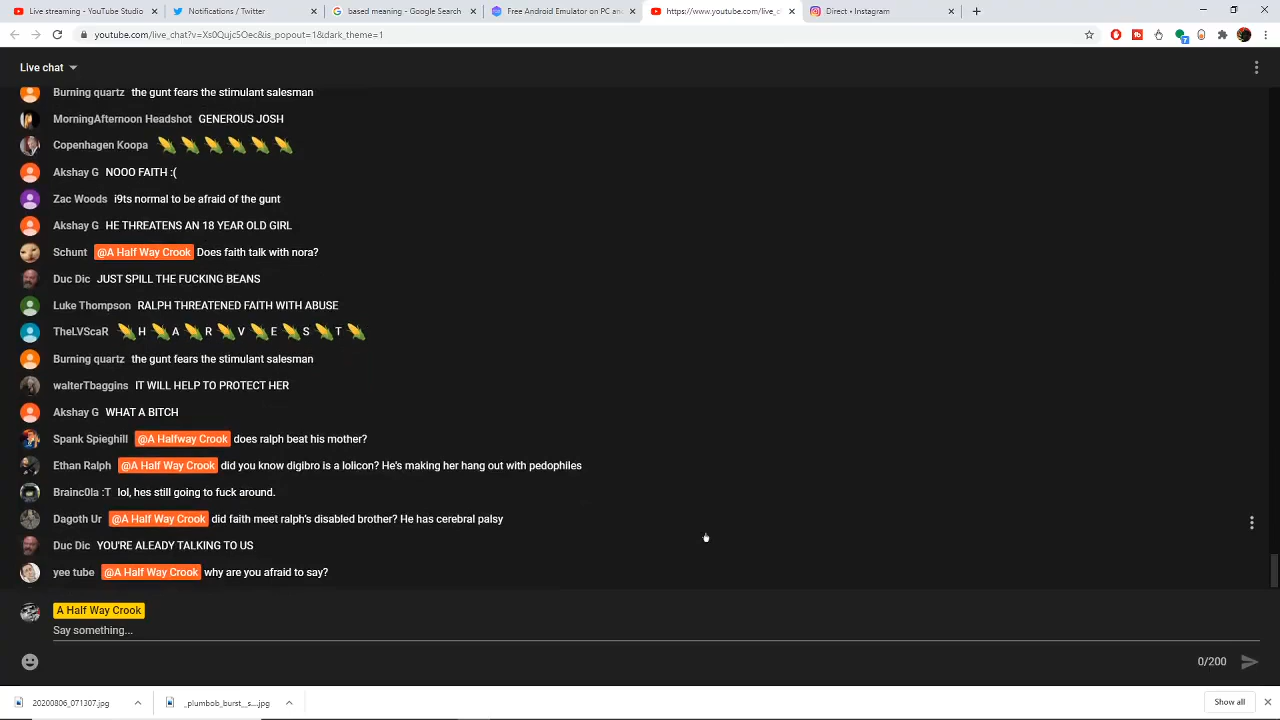 Live streaming - YouTube Studio
Notifications / Twitter
based meaning - Google Search
Free Android Emulator on PC an
https://www.youtube.com/live_c
Direct • Instagram
youtube.com/live_chat?v=Xs0Qujc5Oec&is_popout=1&dark_theme=1
Live chat
Burning quartz the gunt fears the stimulant salesman
MorningAfternoon Headshot GENEROUS JOSH
Copenhagen Koopa 🌽🌽🌽🌽🌽🌽
Akshay G NOOO FAITH :(
Zac Woods i9ts normal to be afraid of the gunt
Akshay G HE THREATENS AN 18 YEAR OLD GIRL
Schunt @A Half Way Crook Does faith talk with nora?
Duc Dic JUST SPILL THE FUCKING BEANS
Luke Thompson RALPH THREATENED FAITH WITH ABUSE
TheLVScaR 🌽 H 🌽 A 🌽 R 🌽 V 🌽 E 🌽 S 🌽 T 🌽
Burning quartz the gunt fears the stimulant salesman
walterTbaggins IT WILL HELP TO PROTECT HER
Akshay G WHAT A BITCH
Spank Spieghill @A Halfway Crook does ralph beat his mother?
Ethan Ralph @A Half Way Crook did you know digibro is a lolicon? He's making her hang out with pedophiles
Brainc0la :T lol, hes still going to fuck around.
Dagoth Ur @A Half Way Crook did faith meet ralph's disabled brother? He has cerebral palsy
Duc Dic YOU'RE ALEADY TALKING TO US
yee tube @A Half Way Crook why are you afraid to say?
A Half Way Crook
Say something...
0/200
20200806_071307.jpg
_plumbob_burst__s....jpg
Show all